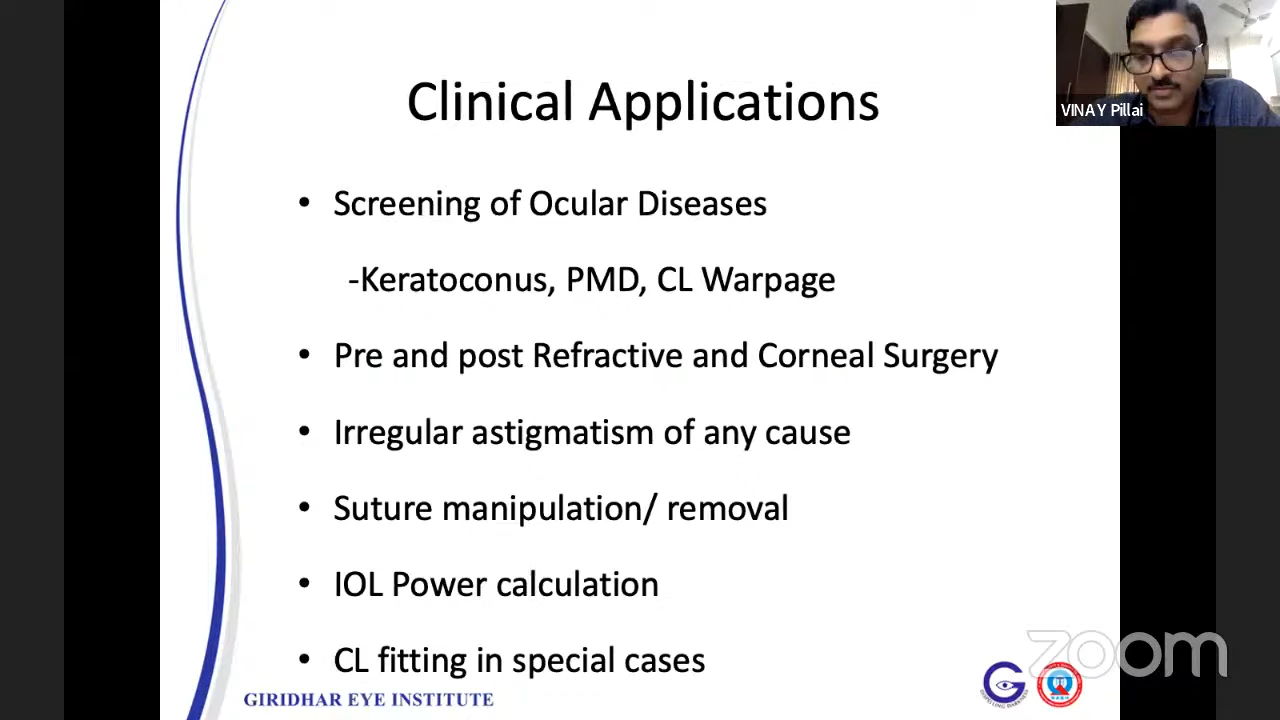 Clinical Applications
VINAY Pillai
• Screening of Ocular Diseases
-Keratoconus, PMD, CL Warpage
• Pre and post Refractive and Corneal Surgery
• Irregular astigmatism of any cause
• Suture manipulation/ removal
• IOL Power calculation
• CL fitting in special cases
GIRIDHAR EYE INSTITUTE
zoom